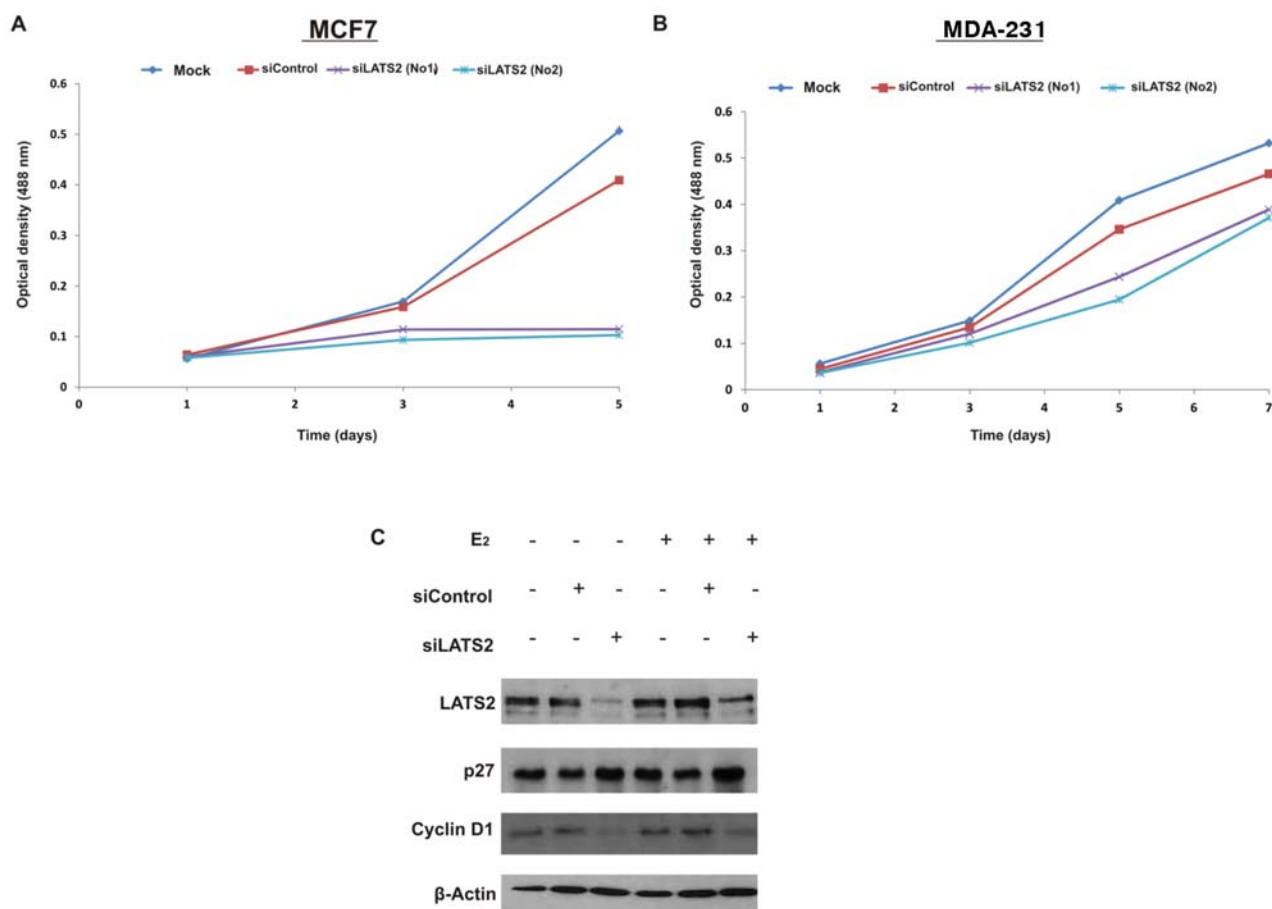 A
MCF7
Mock siControl siLATS2 (No1) siLATS2 (No2)
0.6
0.5
0.4
0.3
0.2
0.1
0
Optical density (488 nm)
0 1 2 3 4 5
Time (days)
B
MDA-231
Mock siControl siLATS2 (No1) siLATS2 (No2)
0.6
0.5
0.4
0.3
0.2
0.1
0
Optical density (488 nm)
0 1 2 3 4 5 6 7
Time (days)
C
E2 - - - + + +
siControl - + - - + -
siLATS2 - - + - - +
LATS2
p27
Cyclin D1
β-Actin